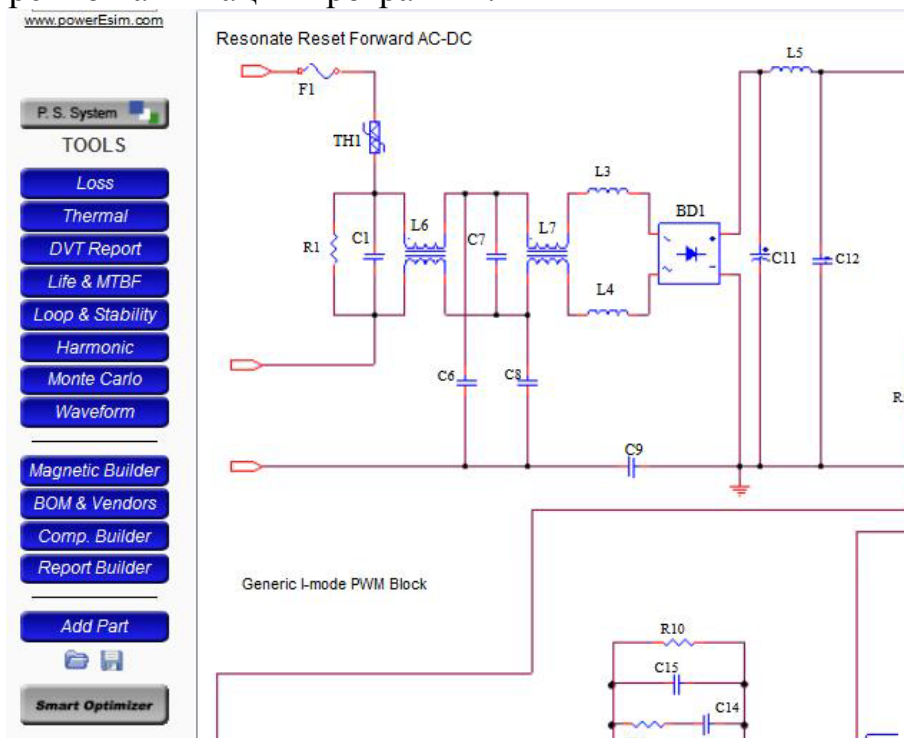 www.powerEsim.com
P. S. System
TOOLS
Loss
Thermal
DVT Report
Life & MTBF
Loop & Stability
Harmonic
Monte Carlo
Waveform
Magnetic Builder
BOM & Vendors
Comp. Builder
Report Builder
Add Part
Smart Optimizer
Resonate Reset Forward AC-DC
F1
TH1
R1
C1
L6
C7
L7
L3
L4
BD1
L5
C11
C12
C6
C8
C9
Generic I-mode PWM Block
R10
C15
C14